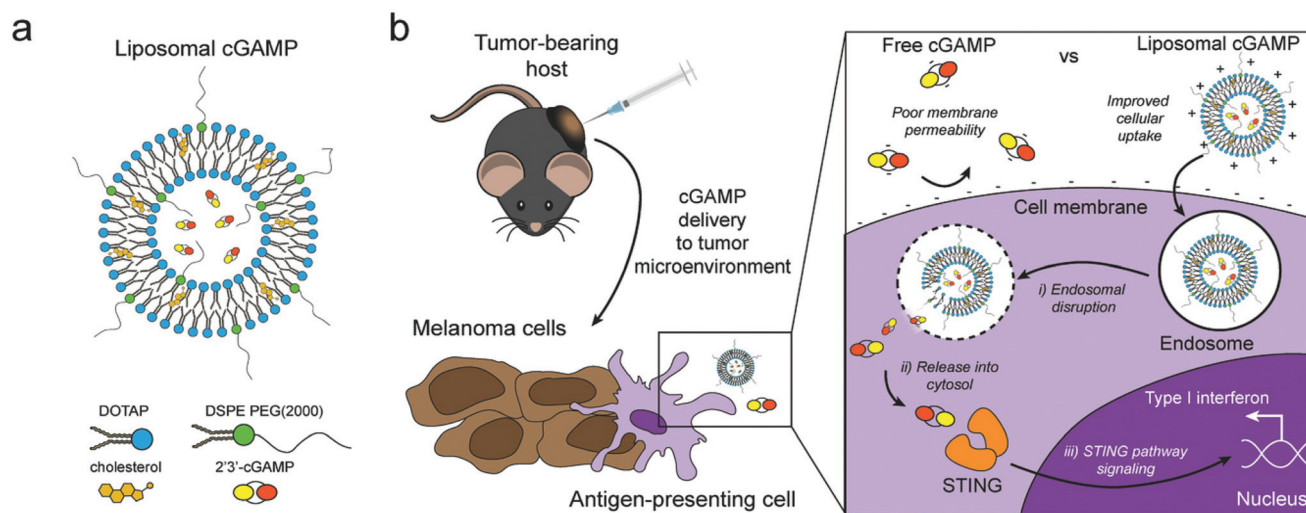 a
Liposomal cGAMP
DOTAP
DSPE PEG(2000)
cholesterol
2'3'-cGAMP
b
Tumor-bearing
host
cGAMP
delivery
to tumor
microenvironment
Melanoma cells
Antigen-presenting cell
Free cGAMP
vs
Liposomal cGAMP
Poor membrane
permeability
Improved
cellular
uptake
Cell membrane
i) Endosomal
disruption
Endosome
ii) Release into
cytosol
STING
iii) STING pathway
signaling
Type I interferon
Nucleus